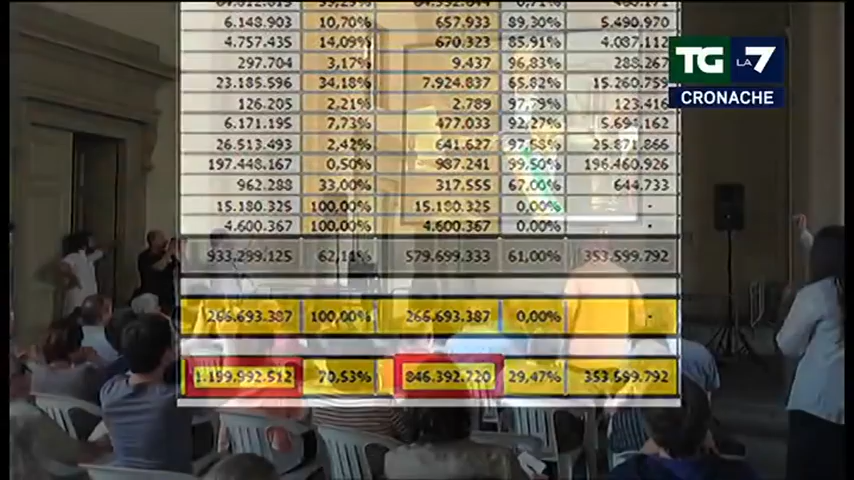 6.148.903 10,70% 657.933 89,30% 5.490.970
4.757.435 14,09% 670.323 85,91% 4.087.112
297.704 3,17% 9.437 96,83% 288.267
23.185.596 34,18% 7.924.837 65,82% 15.260.759
126.205 2,21% 2.789 97,79% 123.416
6.171.195 7,73% 477.033 92,27% 5.694.162
26.513.493 2,42% 641.627 97,58% 25.871.866
197.448.167 0,50% 987.241 99,50% 196.460.926
962.288 33,00% 317.555 67,00% 644.733
15.180.325 100,00% 15.180.325 0,00% -
4.600.367 100,00% 4.600.367 0,00% -
933.299.125 62,11% 579.699.333 61,00% 353.599.792
266.693.387 100,00% 266.693.387 0,00% -
1.199.992.512 70,53% 846.392.720 29,47% 353.599.792
TG LA 7
CRONACHE